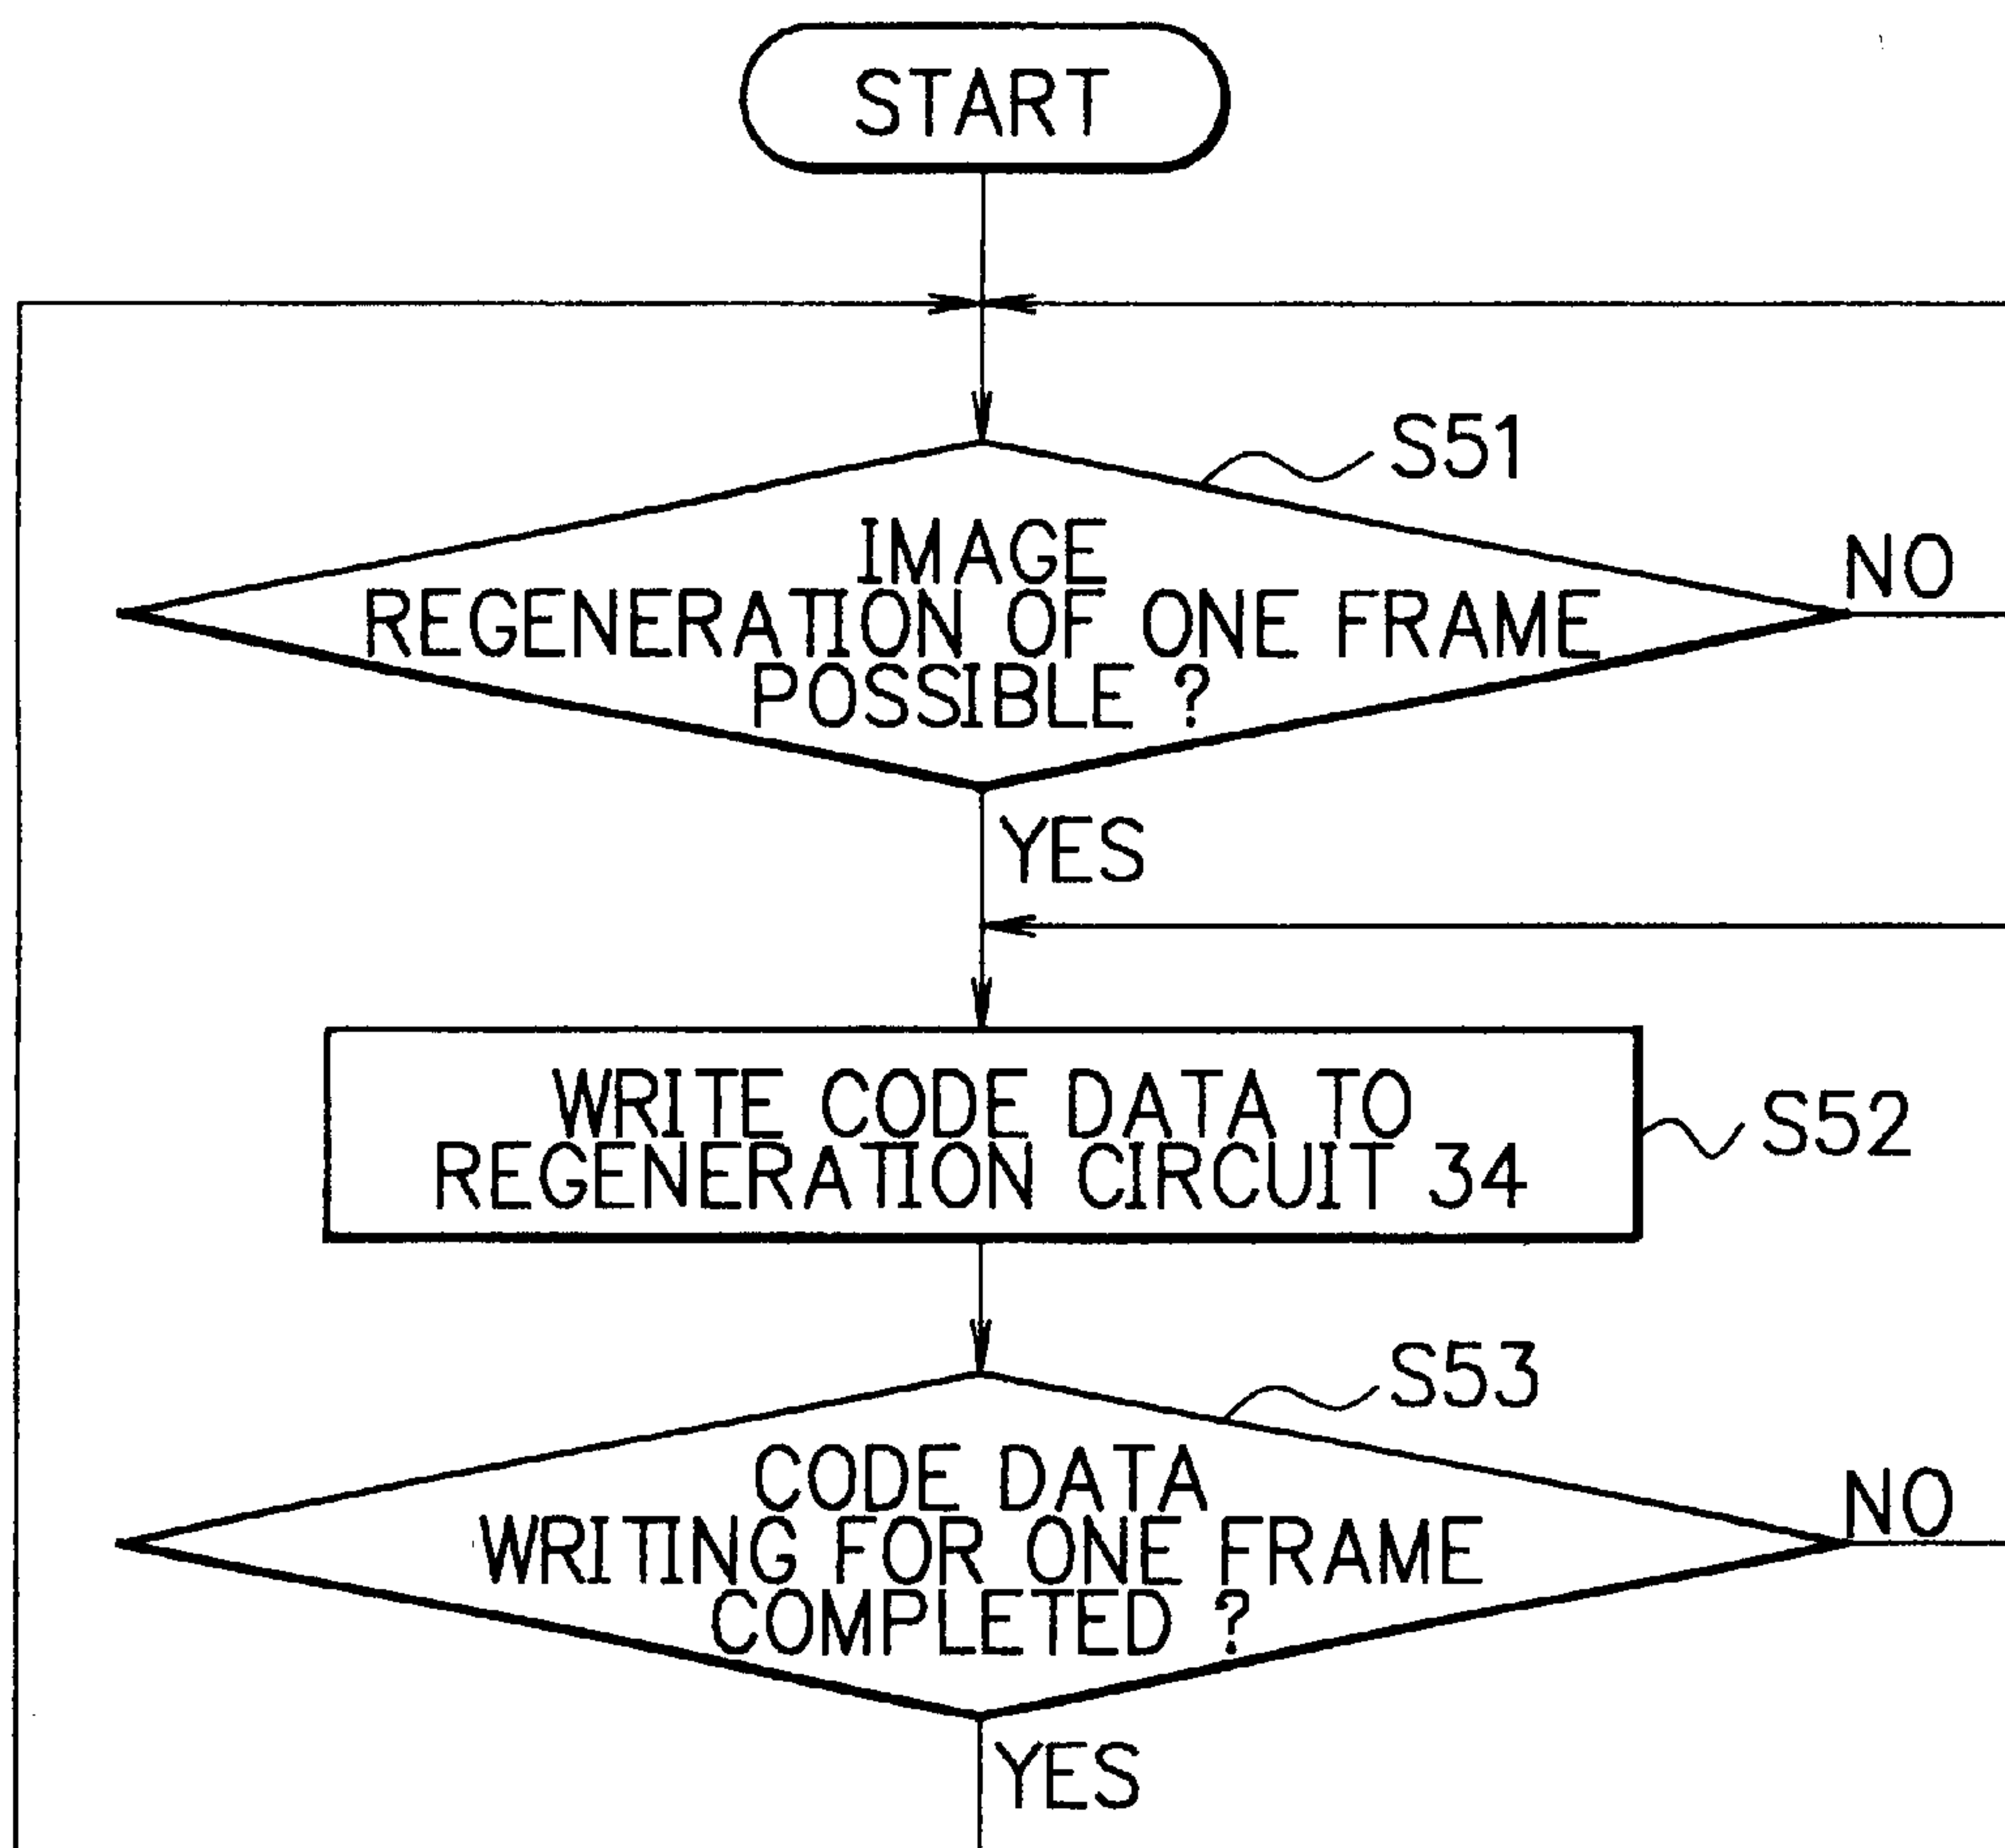 START
S51
IMAGE
REGENERATION OF ONE FRAME
POSSIBLE ?
NO
YES
WRITE CODE DATA TO
REGENERATION CIRCUIT 34
S52
S53
CODE DATA
WRITING FOR ONE FRAME
COMPLETED ?
NO
YES